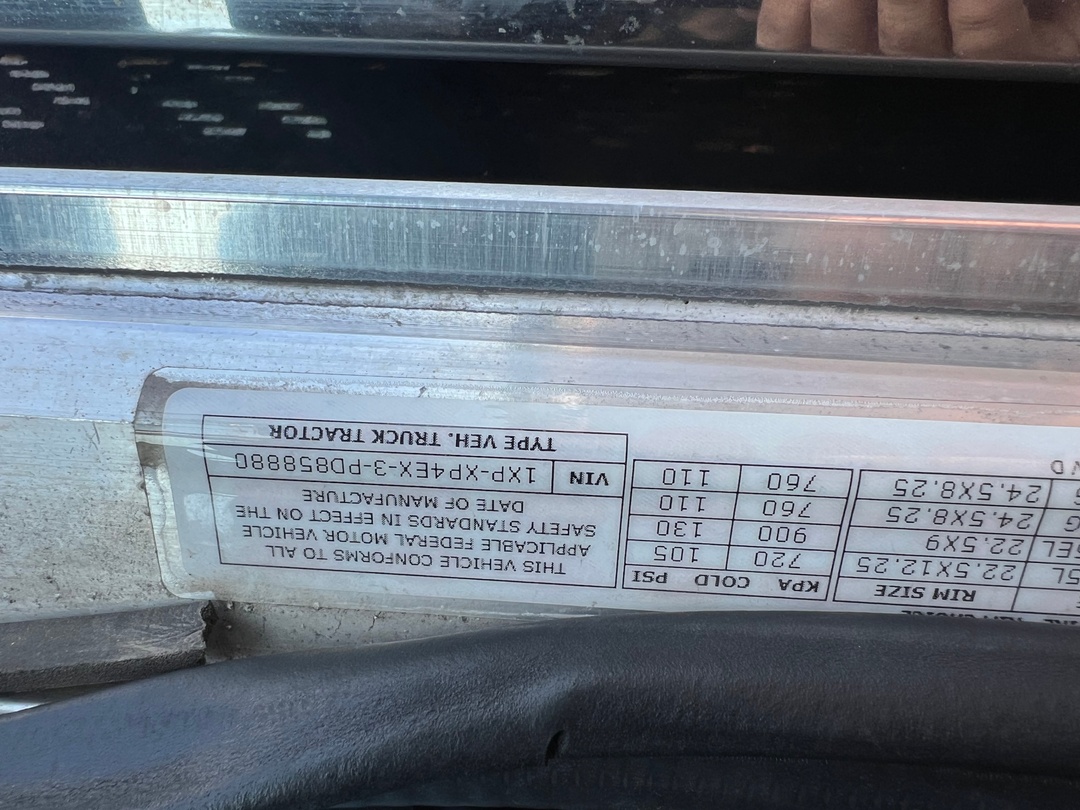 RIM SIZE
5L 22.5X12.25
SEL 22.5X9
G 24.5X8.25
G 24.5X8.25
KPA COLD PSI
720 105
900 130
760 110
760 110
THIS VEHICLE CONFORMS TO ALL
APPLICABLE FEDERAL MOTOR VEHICLE
SAFETY STANDARDS IN EFFECT ON THE
DATE OF MANUFACTURE
VIN 1XP-XP4EX-3-PD858880
TYPE VEH. TRUCK TRACTOR